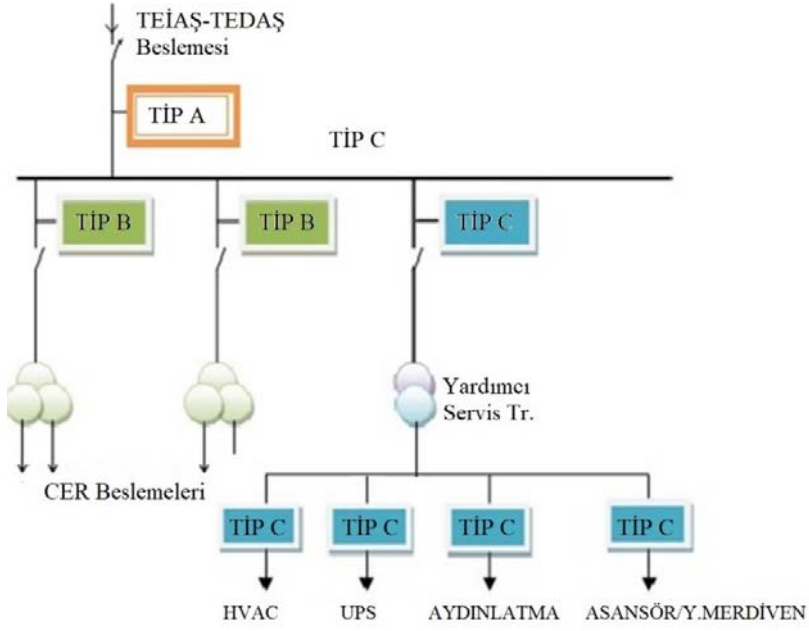 TEİAŞ-TEDAŞ
Beslemesi
TİP A
TİP C
TİP B
TİP B
TİP C
Yardımcı
Servis Tr.
CER Beslemeleri
TİP C
TİP C
TİP C
TİP C
HVAC
UPS
AYDINLATMA
ASANSÖR/Y.MERDİVEN